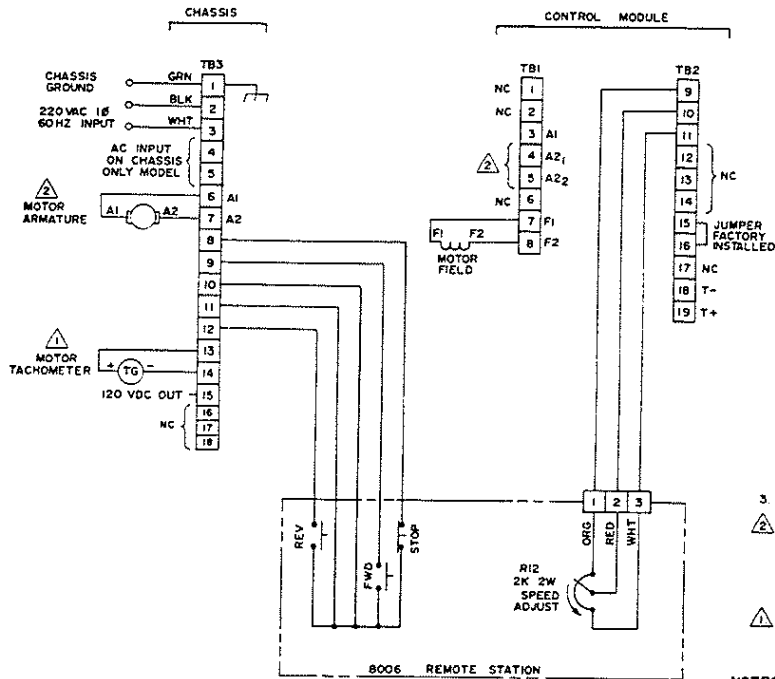 CHASSIS
CONTROL MODULE
TB3
TB1
TB2
CHASSIS GROUND
GRN
1
BLK
2
220 VAC 1Ø
60 HZ INPUT
WHT
3
AC INPUT
ON CHASSIS
ONLY MODEL
4
5
2
MOTOR
ARMATURE
A1
A2
6
A1
7
A2
8
9
10
11
12
1
MOTOR
TACHOMETER
+
TG
-
13
14
120 VDC OUT
15
NC
16
17
18
NC
1
NC
2
3
A1
2
4
A2₁
5
A2₂
NC
6
F1
F2
MOTOR
FIELD
7
F1
8
F2
9
10
11
12
13
14
NC
15
16
JUMPER
FACTORY
INSTALLED
17
NC
18
T-
19
T+
REV
FWD
STOP
1
2
3
ORG
RED
WHT
R12
2K 2W
SPEED
ADJUST
8006 REMOTE STATION
3.
2
1